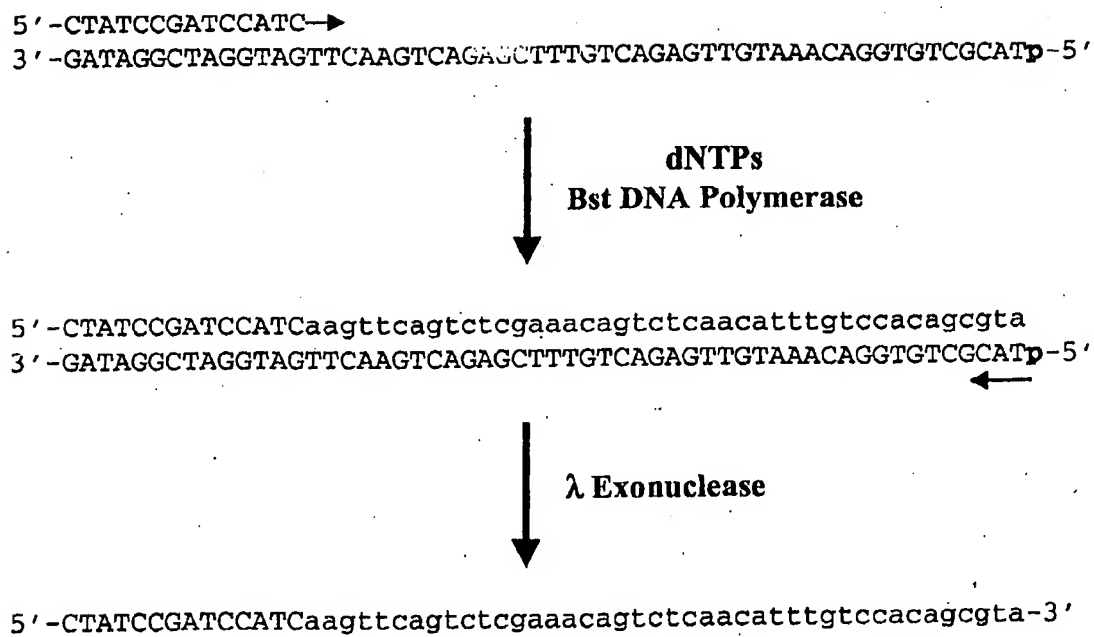 5'-CTATCCGATCCATC
3'-GATAGGCTAGGTAGTTCAAGTCAGAGCTTTGTCAGAGTTGTAAACAGGTGTCGCATp-5'
dNTPs
Bst DNA Polymerase
5'-CTATCCGATCCATCaagttcagtctcgaaacagtctcaacatttgtccacagcgta
3'-GATAGGCTAGGTAGTTCAAGTCAGAGCTTTGTCAGAGTTGTAAACAGGTGTCGCATp-5'
λ Exonuclease
5'-CTATCCGATCCATCaagttcagtctcgaaacagtctcaacatttgtccacagcgta-3'